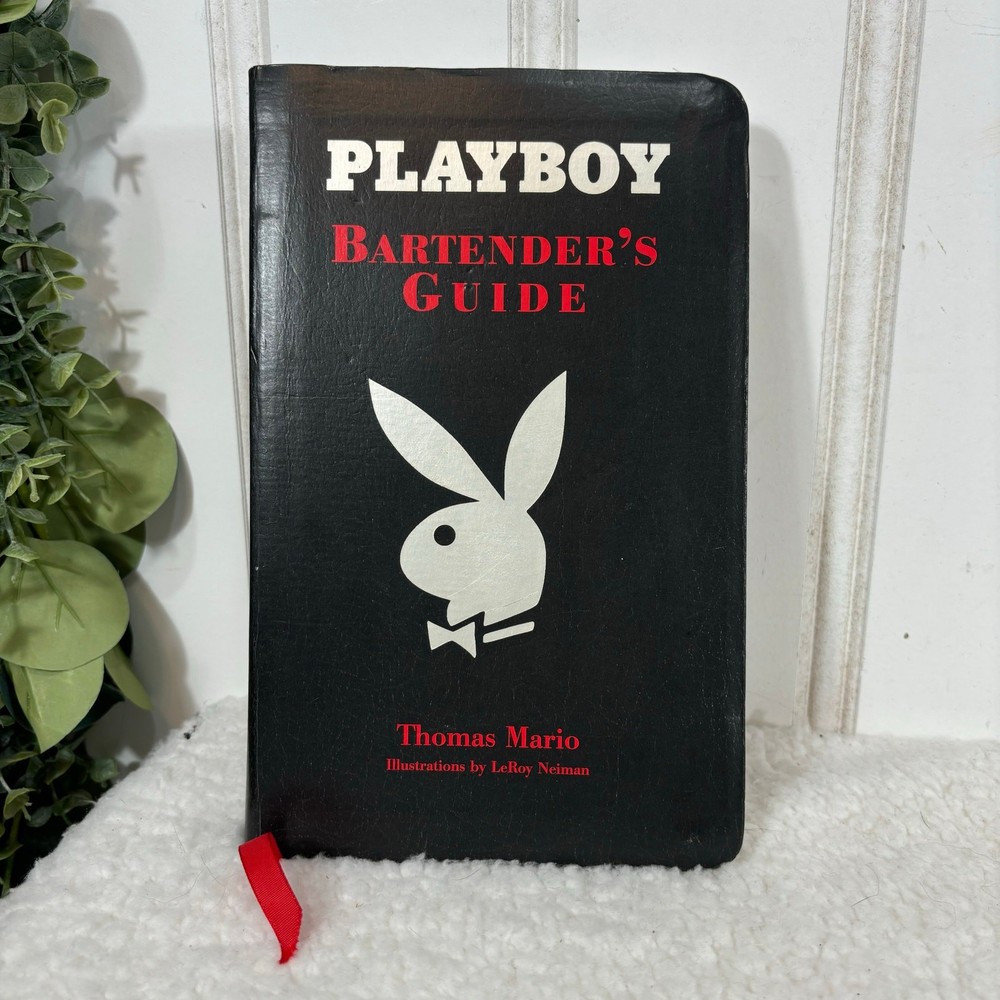 PLAYBOY
BARTENDER'S
GUIDE
Thomas Mario
Illustrations by LeRoy Neiman